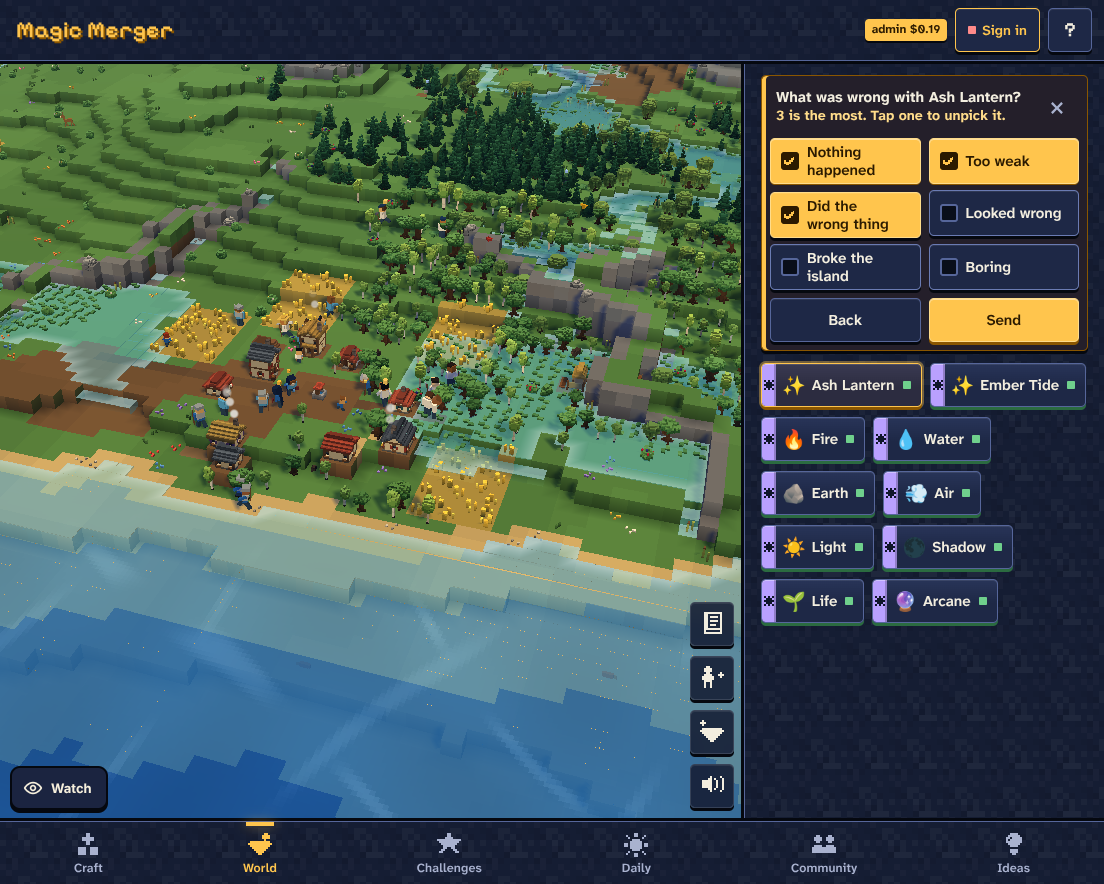 Magic Merger
admin $0.19
Sign in
?
What was wrong with Ash Lantern?
3 is the most. Tap one to unpick it.
Nothing
happened
Too weak
Did the
wrong thing
Looked wrong
Broke the
island
Boring
Back
Send
Ash Lantern
Ember Tide
Fire
Water
Earth
Air
Light
Shadow
Life
Arcane
Watch
Craft
World
Challenges
Daily
Community
Ideas